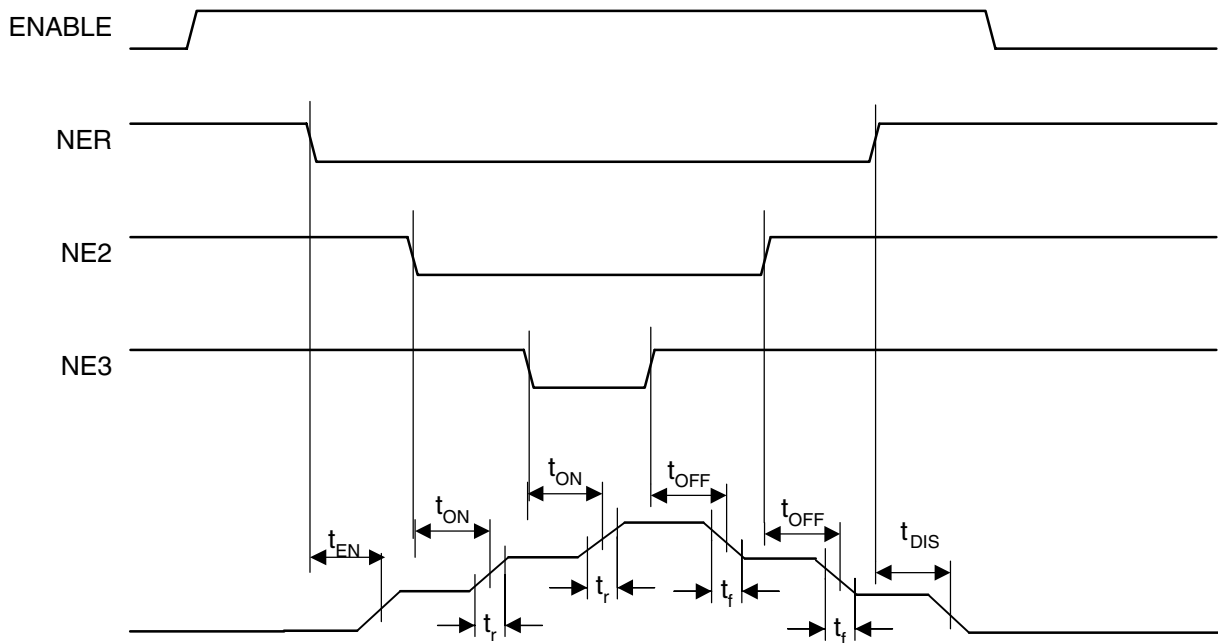 ENABLE
NER
NE2
NE3
tON
tOFF
tON
tOFF
tEN
tDIS
tr
tf
tr
tf